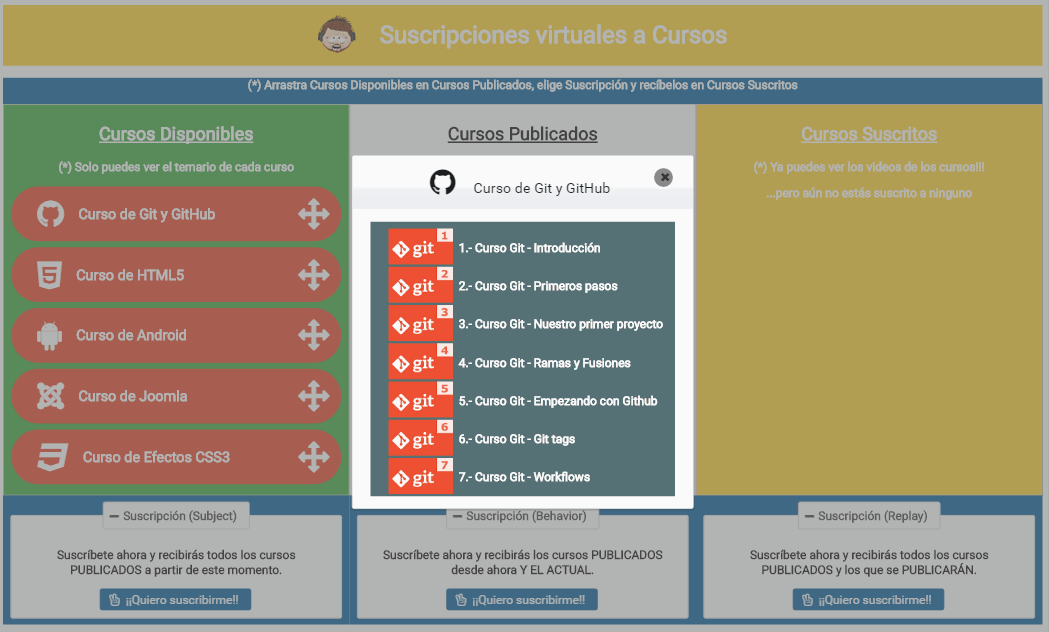 Suscripciones virtuales a Cursos
(*) Arrastra Cursos Disponibles en Cursos Publicados, elige Suscripción y recíbelos en Cursos Suscritos
Cursos Disponibles
(*) Solo puedes ver el temario de cada curso
Curso de Git y GitHub
Curso de HTML5
Curso de Android
Curso de Joomla
Curso de Efectos CSS3
Cursos Publicados
Curso de Git y GitHub
git 1 1.- Curso Git - Introducción
git 2 2.- Curso Git - Primeros pasos
git 3 3.- Curso Git - Nuestro primer proyecto
git 4 4.- Curso Git - Ramas y Fusiones
git 5 5.- Curso Git - Empezando con Github
git 6 6.- Curso Git - Git tags
git 7 7.- Curso Git - Workflows
Cursos Suscritos
(*) Ya puedes ver los videos de los cursos!!!
...pero aún no estás suscrito a ninguno
Suscripción (Subject)
Suscríbete ahora y recibirás todos los cursos
PUBLICADOS a partir de este momento.
¡¡Quiero suscribirme!!
Suscripción (Behavior)
Suscríbete ahora y recibirás los cursos PUBLICADOS
desde ahora Y EL ACTUAL.
¡¡Quiero suscribirme!!
Suscripción (Replay)
Suscríbete ahora y recibirás todos los cursos
PUBLICADOS y los que se PUBLICARÁN.
¡¡Quiero suscribirme!!